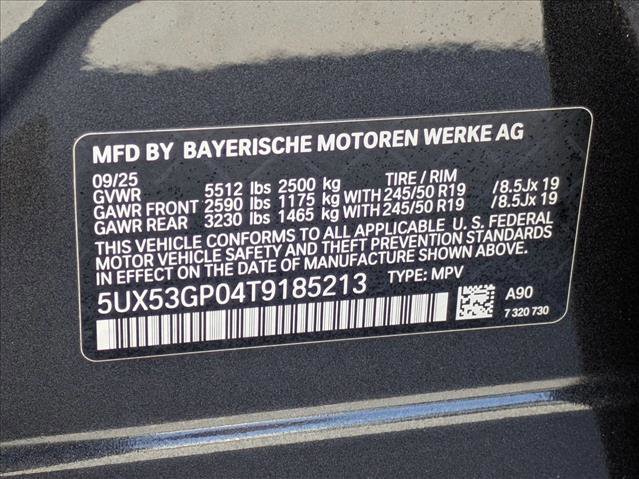 MFD BY BAYERISCHE MOTOREN WERKE AG
09/25 TIRE / RIM
GVWR 5512 lbs 2500 kg
GAWR FRONT 2590 lbs 1175 kg WITH 245/50 R19 /8.5Jx 19
GAWR REAR 3230 lbs 1465 kg WITH 245/50 R19 /8.5Jx 19
THIS VEHICLE CONFORMS TO ALL APPLICABLE U. S. FEDERAL
MOTOR VEHICLE SAFETY AND THEFT PREVENTION STANDARDS
IN EFFECT ON THE DATE OF MANUFACTURE SHOWN ABOVE.
5UX53GP04T9185213 TYPE: MPV
A90
7 320 730